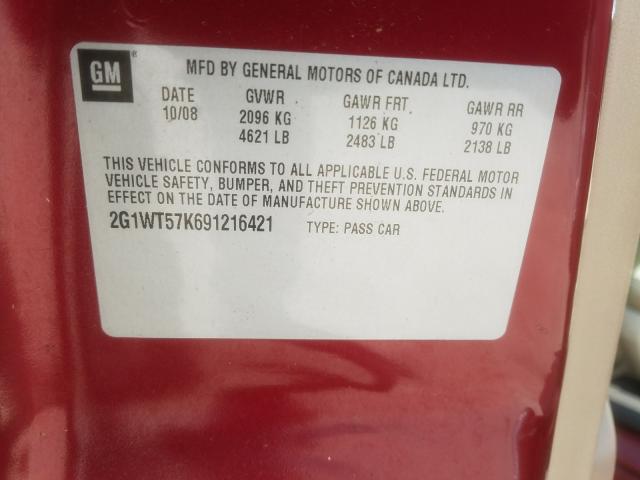 GM ®
MFD BY GENERAL MOTORS OF CANADA LTD.
DATE GVWR GAWR FRT. GAWR RR
10/08 2096 KG 1126 KG 970 KG
4621 LB 2483 LB 2138 LB
THIS VEHICLE CONFORMS TO ALL APPLICABLE U.S. FEDERAL MOTOR
VEHICLE SAFETY, BUMPER, AND THEFT PREVENTION STANDARDS IN
EFFECT ON THE DATE OF MANUFACTURE SHOWN ABOVE.
2G1WT57K691216421 TYPE: PASS CAR